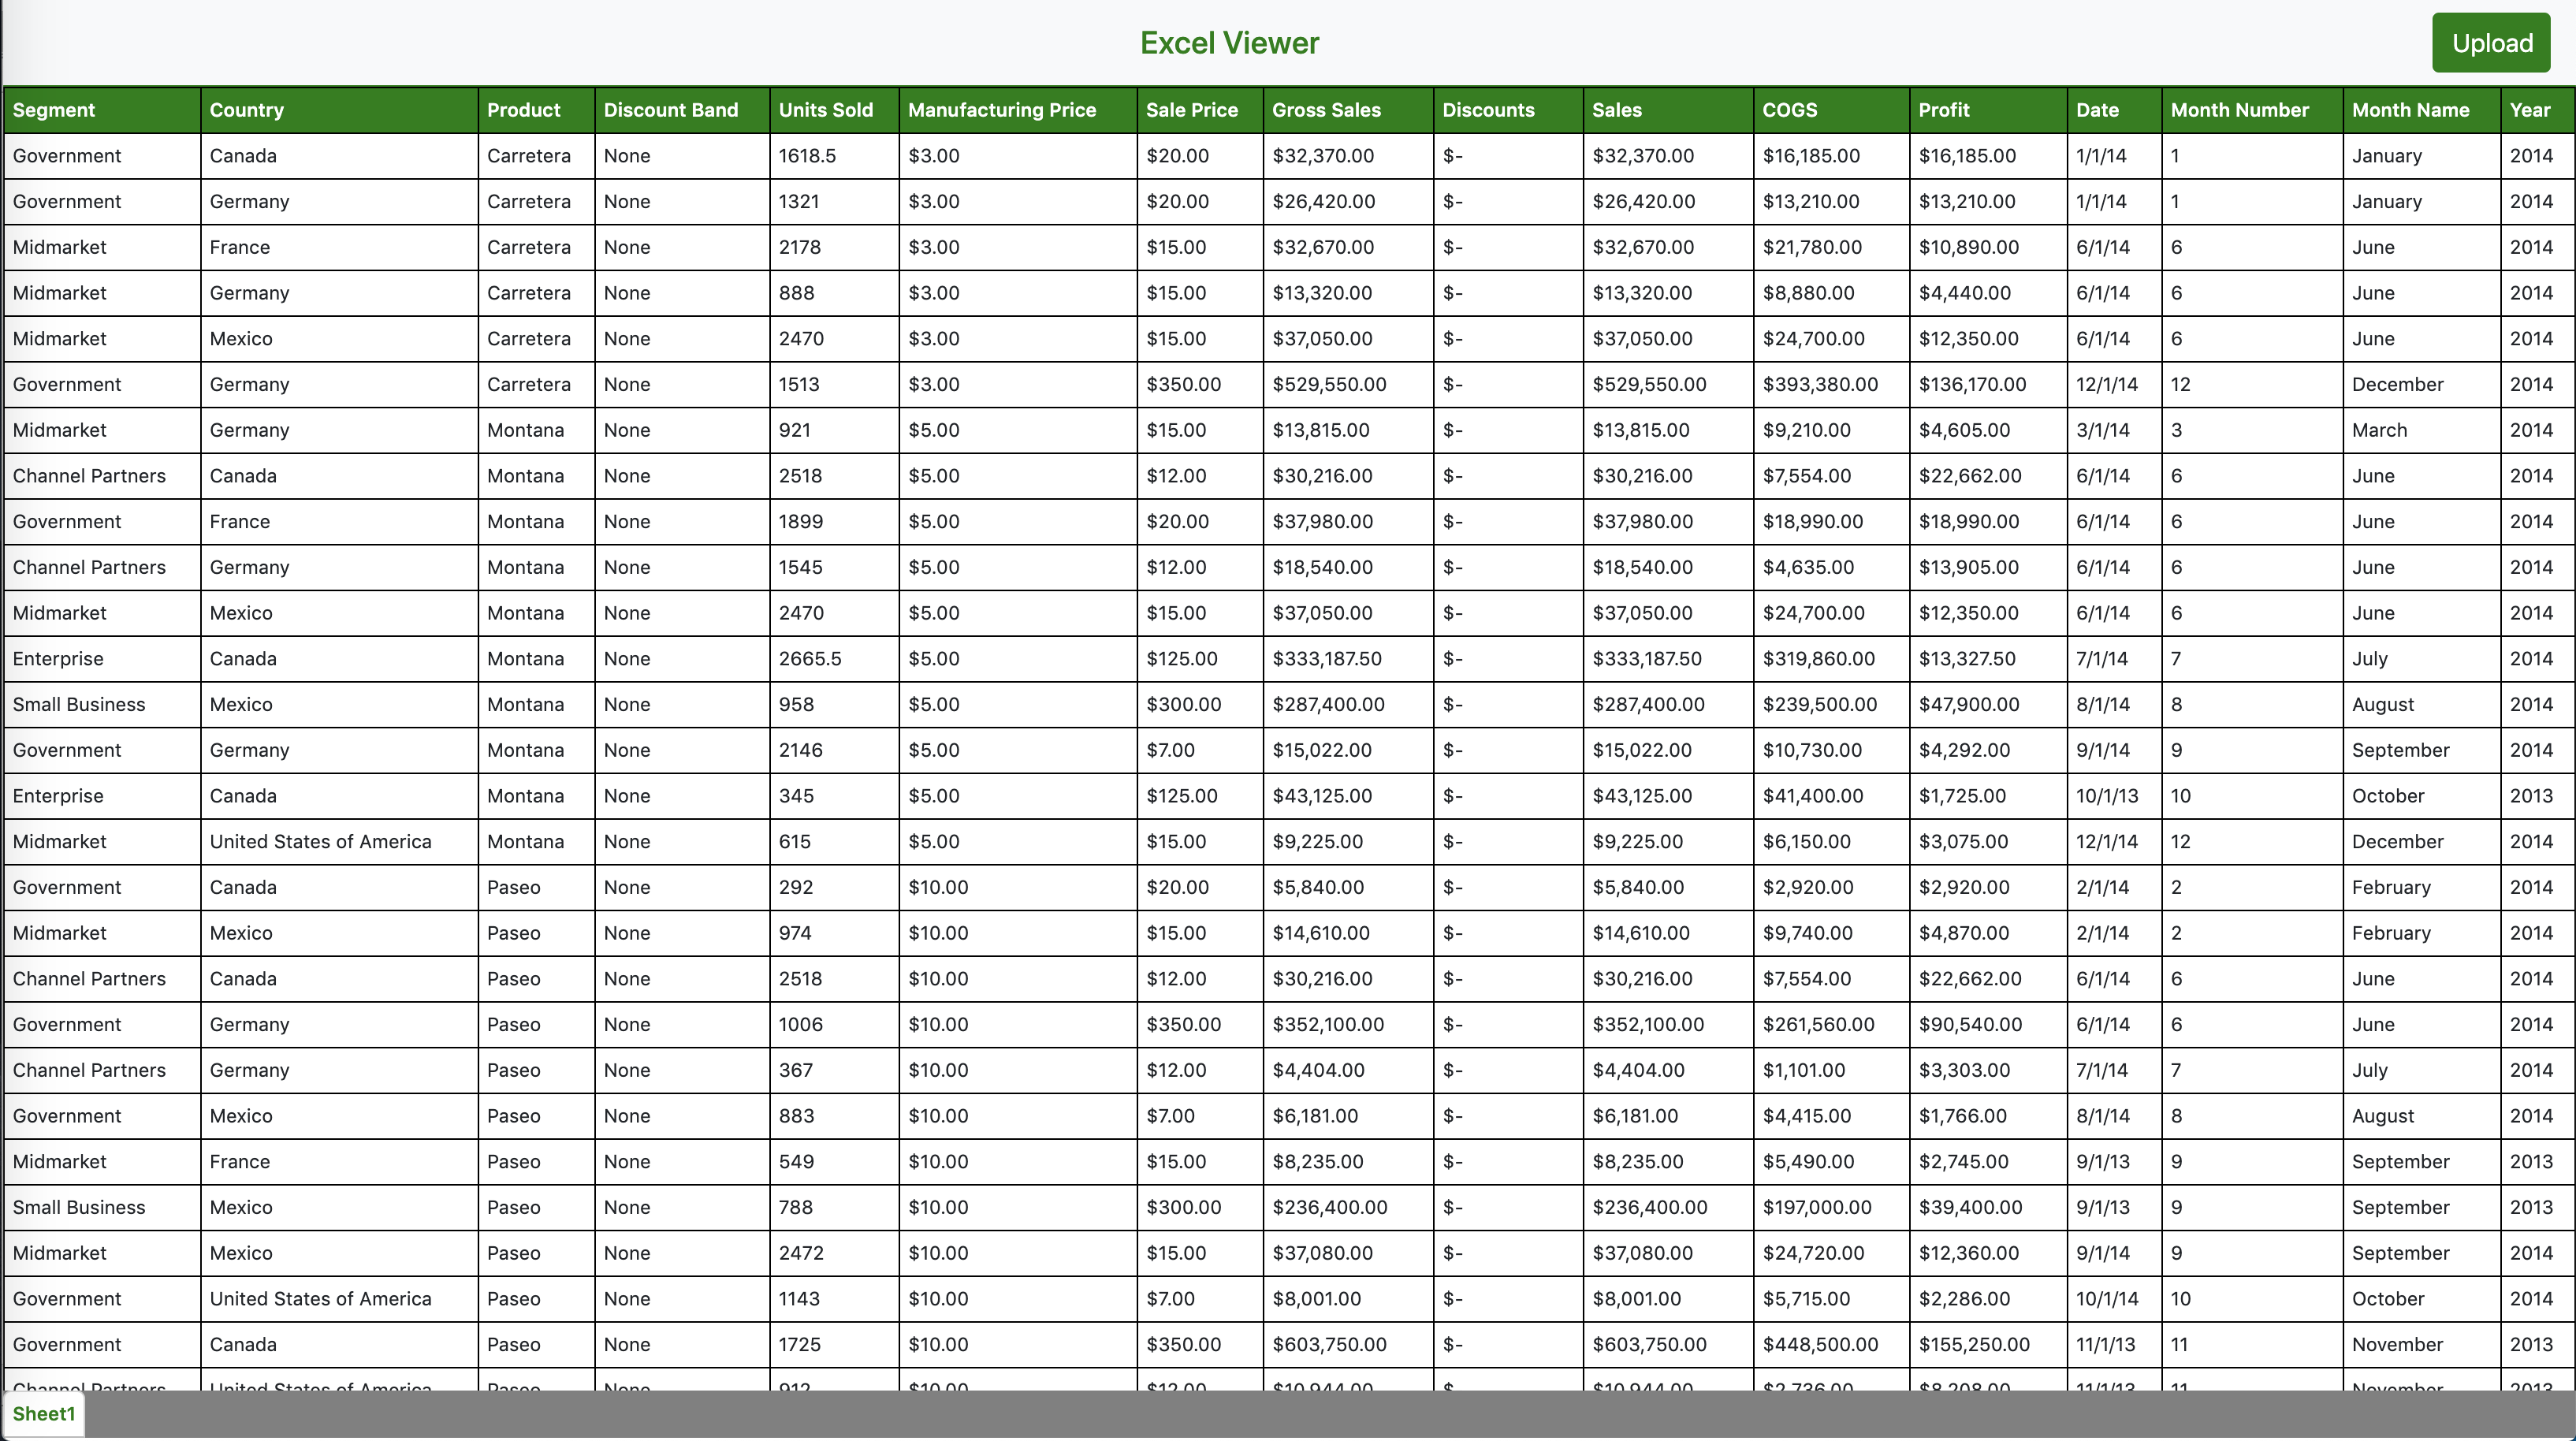 Excel Viewer
Upload
Segment Country Product Discount Band Units Sold Manufacturing Price Sale Price Gross Sales Discounts Sales COGS Profit Date Month Number Month Name Year
Government Canada Carretera None 1618.5 $3.00 $20.00 $32,370.00 $- $32,370.00 $16,185.00 $16,185.00 1/1/14 1 January 2014
Government Germany Carretera None 1321 $3.00 $20.00 $26,420.00 $- $26,420.00 $13,210.00 $13,210.00 1/1/14 1 January 2014
Midmarket France Carretera None 2178 $3.00 $15.00 $32,670.00 $- $32,670.00 $21,780.00 $10,890.00 6/1/14 6 June 2014
Midmarket Germany Carretera None 888 $3.00 $15.00 $13,320.00 $- $13,320.00 $8,880.00 $4,440.00 6/1/14 6 June 2014
Midmarket Mexico Carretera None 2470 $3.00 $15.00 $37,050.00 $- $37,050.00 $24,700.00 $12,350.00 6/1/14 6 June 2014
Government Germany Carretera None 1513 $3.00 $350.00 $529,550.00 $- $529,550.00 $393,380.00 $136,170.00 12/1/14 12 December 2014
Midmarket Germany Montana None 921 $5.00 $15.00 $13,815.00 $- $13,815.00 $9,210.00 $4,605.00 3/1/14 3 March 2014
Channel Partners Canada Montana None 2518 $5.00 $12.00 $30,216.00 $- $30,216.00 $7,554.00 $22,662.00 6/1/14 6 June 2014
Government France Montana None 1899 $5.00 $20.00 $37,980.00 $- $37,980.00 $18,990.00 $18,990.00 6/1/14 6 June 2014
Channel Partners Germany Montana None 1545 $5.00 $12.00 $18,540.00 $- $18,540.00 $4,635.00 $13,905.00 6/1/14 6 June 2014
Midmarket Mexico Montana None 2470 $5.00 $15.00 $37,050.00 $- $37,050.00 $24,700.00 $12,350.00 6/1/14 6 June 2014
Enterprise Canada Montana None 2665.5 $5.00 $125.00 $333,187.50 $- $333,187.50 $319,860.00 $13,327.50 7/1/14 7 July 2014
Small Business Mexico Montana None 958 $5.00 $300.00 $287,400.00 $- $287,400.00 $239,500.00 $47,900.00 8/1/14 8 August 2014
Government Germany Montana None 2146 $5.00 $7.00 $15,022.00 $- $15,022.00 $10,730.00 $4,292.00 9/1/14 9 September 2014
Enterprise Canada Montana None 345 $5.00 $125.00 $43,125.00 $- $43,125.00 $41,400.00 $1,725.00 10/1/13 10 October 2013
Midmarket United States of America Montana None 615 $5.00 $15.00 $9,225.00 $- $9,225.00 $6,150.00 $3,075.00 12/1/14 12 December 2014
Government Canada Paseo None 292 $10.00 $20.00 $5,840.00 $- $5,840.00 $2,920.00 $2,920.00 2/1/14 2 February 2014
Midmarket Mexico Paseo None 974 $10.00 $15.00 $14,610.00 $- $14,610.00 $9,740.00 $4,870.00 2/1/14 2 February 2014
Channel Partners Canada Paseo None 2518 $10.00 $12.00 $30,216.00 $- $30,216.00 $7,554.00 $22,662.00 6/1/14 6 June 2014
Government Germany Paseo None 1006 $10.00 $350.00 $352,100.00 $- $352,100.00 $261,560.00 $90,540.00 6/1/14 6 June 2014
Channel Partners Germany Paseo None 367 $10.00 $12.00 $4,404.00 $- $4,404.00 $1,101.00 $3,303.00 7/1/14 7 July 2014
Government Mexico Paseo None 883 $10.00 $7.00 $6,181.00 $- $6,181.00 $4,415.00 $1,766.00 8/1/14 8 August 2014
Midmarket France Paseo None 549 $10.00 $15.00 $8,235.00 $- $8,235.00 $5,490.00 $2,745.00 9/1/13 9 September 2013
Small Business Mexico Paseo None 788 $10.00 $300.00 $236,400.00 $- $236,400.00 $197,000.00 $39,400.00 9/1/13 9 September 2013
Midmarket Mexico Paseo None 2472 $10.00 $15.00 $37,080.00 $- $37,080.00 $24,720.00 $12,360.00 9/1/14 9 September 2014
Government United States of America Paseo None 1143 $10.00 $7.00 $8,001.00 $- $8,001.00 $5,715.00 $2,286.00 10/1/14 10 October 2014
Government Canada Paseo None 1725 $10.00 $350.00 $603,750.00 $- $603,750.00 $448,500.00 $155,250.00 11/1/13 11 November 2013
Channel Partners United States of America Paseo None 912 $10.00 $12.00 $10,944.00 $ $10,944.00 $2,736.00 $8,208.00 11/1/13 11 November 2013
Sheet1